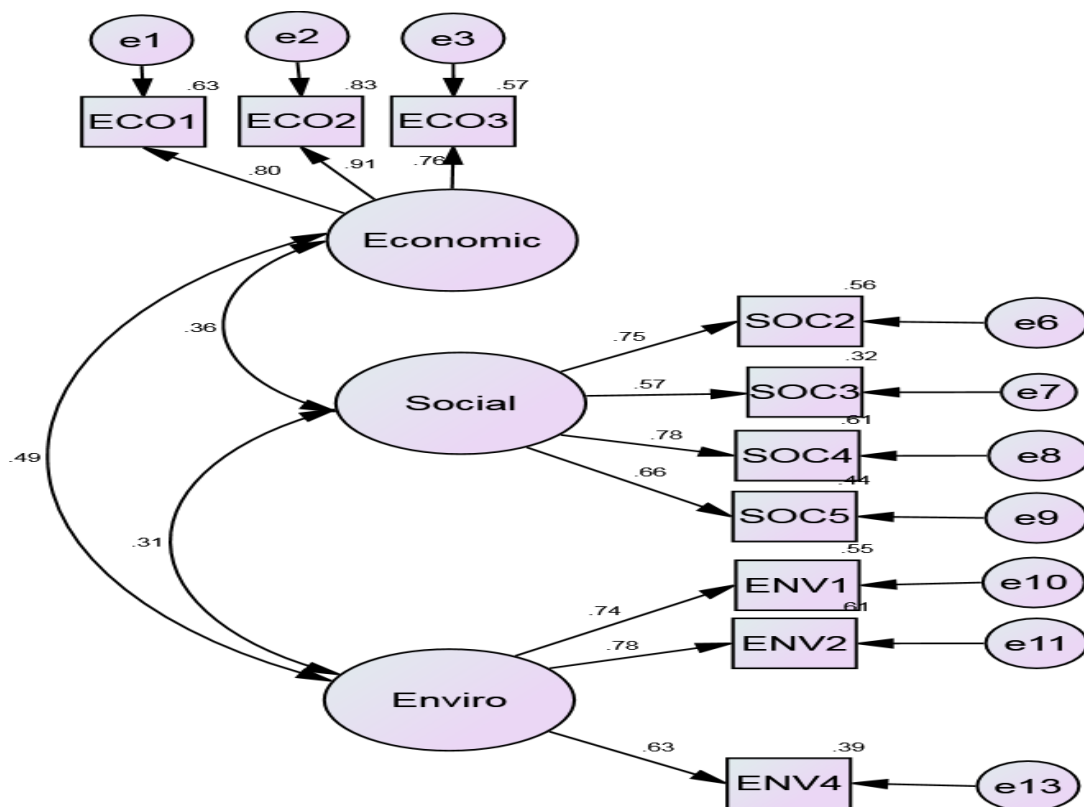 e1 e2 e3
.63 .83 .57
ECO1 ECO2 ECO3
.80 .91 .76
Economic
.56
SOC2 e6
.36 .75
.32
Social .57 SOC3 e7
.61
.78 SOC4 e8
.49 .66 .44
SOC5 e9
.31 .55
ENV1 e10
.74 .61
.78 ENV2 e11
Enviro
.63 .39
ENV4 e13